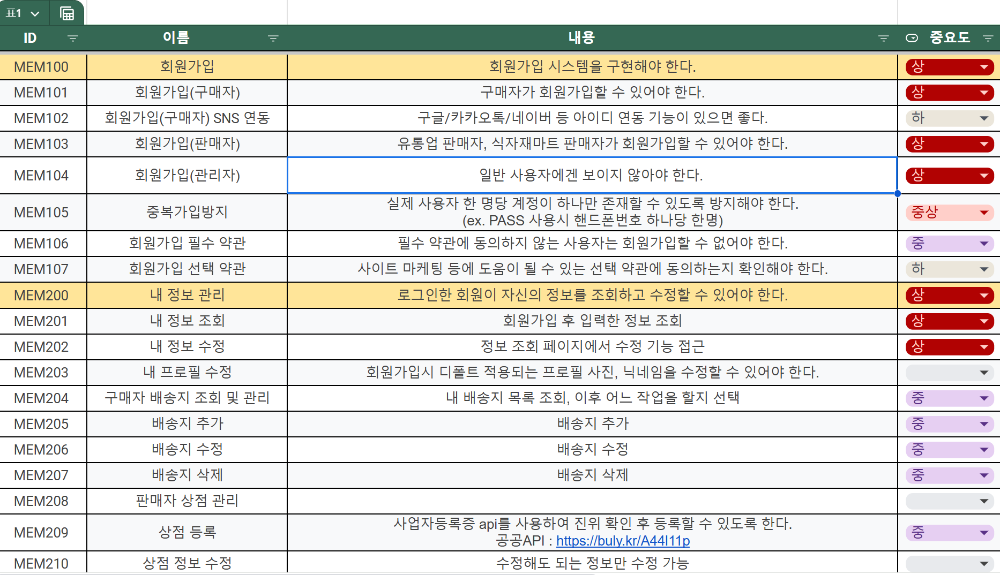 표1
ID 이름 내용 중요도
MEM100 회원가입 회원가입 시스템을 구현해야 한다. 상
MEM101 회원가입(구매자) 구매자가 회원가입할 수 있어야 한다. 상
MEM102 회원가입(구매자) SNS 연동 구글/카카오톡/네이버 등 아이디 연동 기능이 있으면 좋다. 하
MEM103 회원가입(판매자) 유통업 판매자, 식자재마트 판매자가 회원가입할 수 있어야 한다. 상
MEM104 회원가입(관리자) 일반 사용자에겐 보이지 않아야 한다. 상
MEM105 중복가입방지 실제 사용자 한 명당 계정이 하나만 존재할 수 있도록 방지해야 한다.
(ex. PASS 사용시 핸드폰번호 하나당 한명) 중상
MEM106 회원가입 필수 약관 필수 약관에 동의하지 않는 사용자는 회원가입할 수 없어야 한다. 중
MEM107 회원가입 선택 약관 사이트 마케팅 등에 도움이 될 수 있는 선택 약관에 동의하는지 확인해야 한다. 하
MEM200 내 정보 관리 로그인한 회원이 자신의 정보를 조회하고 수정할 수 있어야 한다. 상
MEM201 내 정보 조회 회원가입 후 입력한 정보 조회 상
MEM202 내 정보 수정 정보 조회 페이지에서 수정 기능 접근 상
MEM203 내 프로필 수정 회원가입시 디폴트 적용되는 프로필 사진, 닉네임을 수정할 수 있어야 한다.
MEM204 구매자 배송지 조회 및 관리 내 배송지 목록 조회, 이후 어느 작업을 할지 선택 중
MEM205 배송지 추가 배송지 추가 중
MEM206 배송지 수정 배송지 수정 중
MEM207 배송지 삭제 배송지 삭제 중
MEM208 판매자 상점 관리
MEM209 상점 등록 사업자등록증 api를 사용하여 진위 확인 후 등록할 수 있도록 한다.
공공API : https://buly.kr/A44I11p 중
MEM210 상점 정보 수정 수정해도 되는 정보만 수정 가능